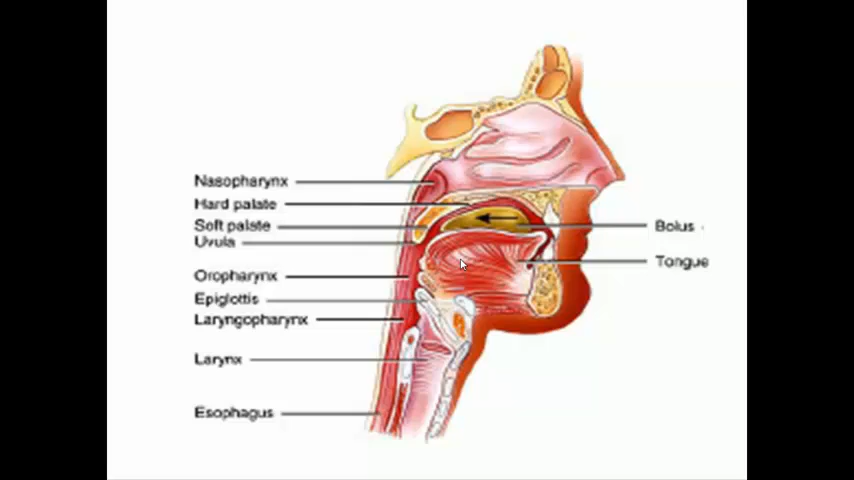 Nasopharynx
Hard palate
Soft palate
Uvula
Oropharynx
Epiglottis
Laryngopharynx
Larynx
Esophagus
Bolus
Tongue